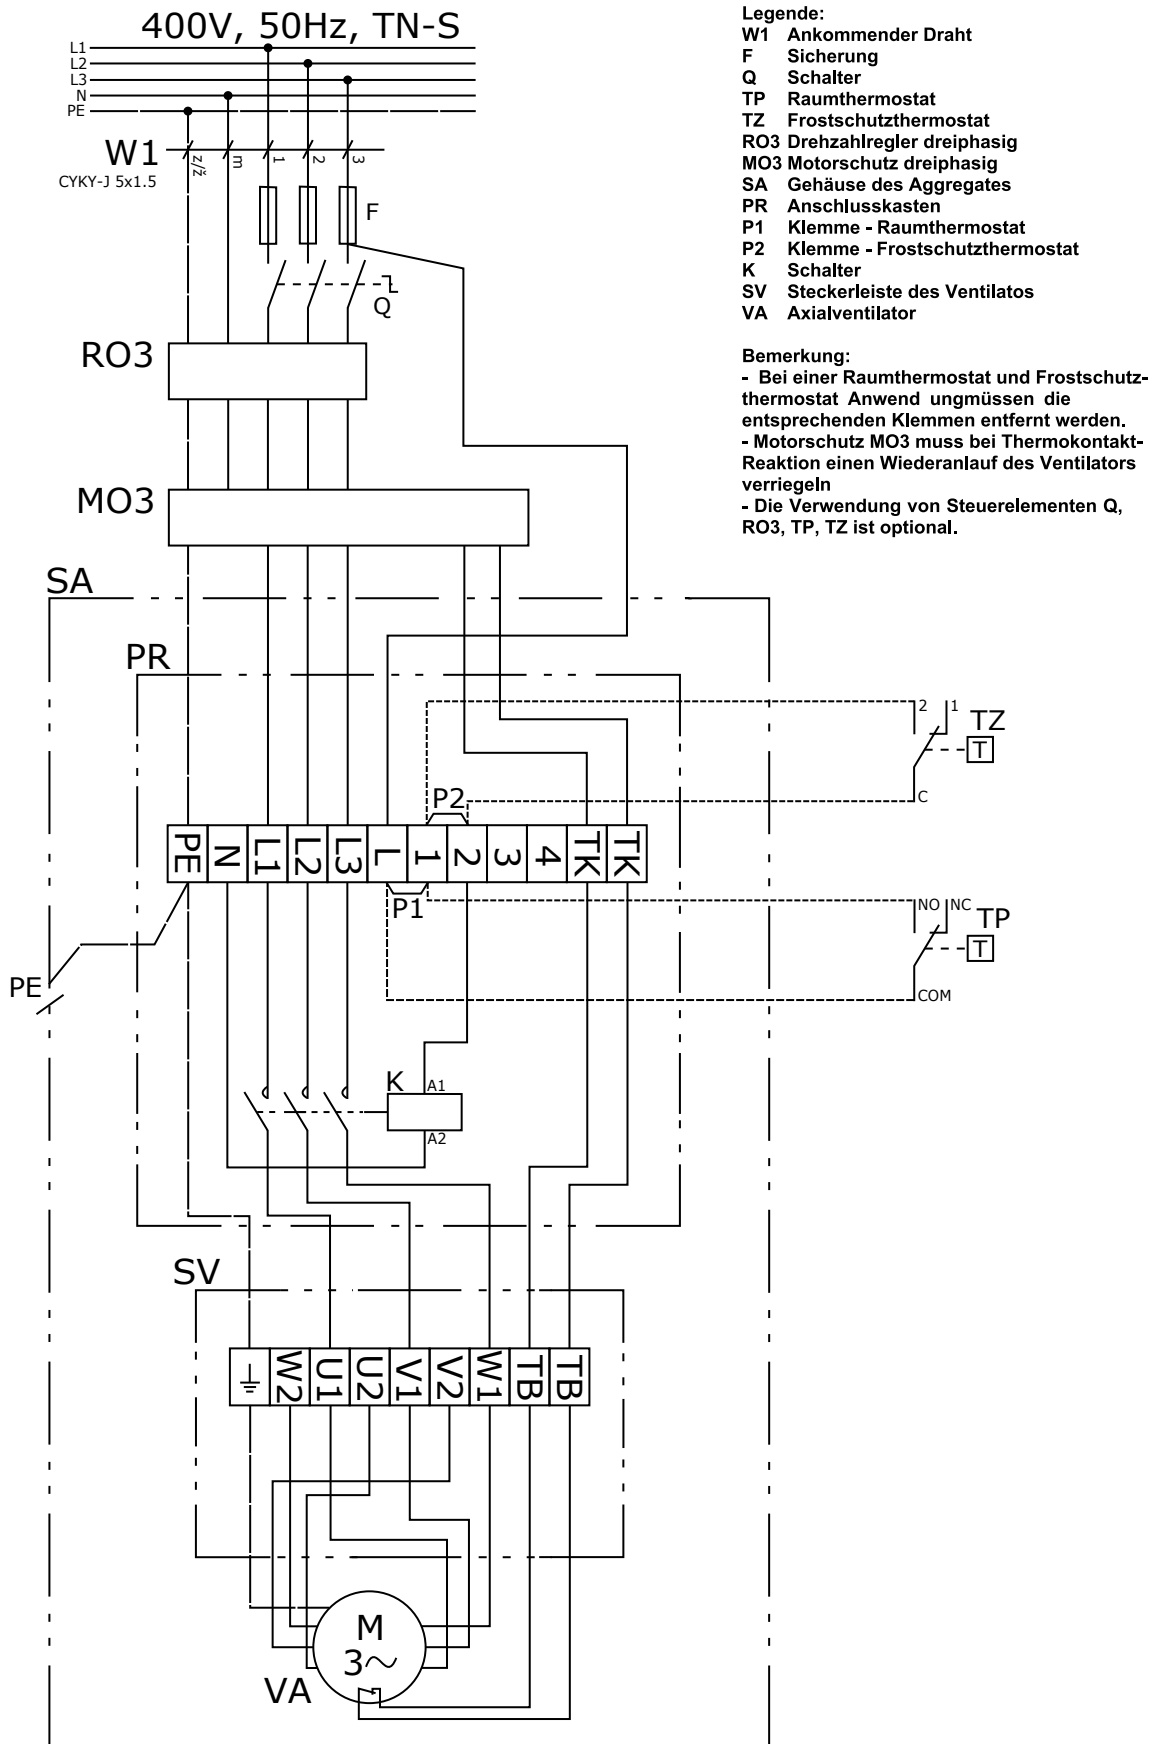 400V, 50Hz, TN-S
L1
L2
L3
N
PE
W1
CYKY-J 5x1.5
z/ž
m
1
2
3
F
Q
RO3
MO3
SA
PR
2
1
TZ
T
C
P2
PE
N
L1
L2
L3
L
1
2
3
4
TK
TK
P1
NO
NC
TP
T
COM
PE
K
A1
A2
SV
W2
U1
U2
V1
V2
W1
TB
TB
M
3~
VA
Legende:
W1 Ankommender Draht
F Sicherung
Q Schalter
TP Raumthermostat
TZ Frostschutzthermostat
RO3 Drehzahlregler dreiphasig
MO3 Motorschutz dreiphasig
SA Gehäuse des Aggregates
PR Anschlusskasten
P1 Klemme - Raumthermostat
P2 Klemme - Frostschutzthermostat
K Schalter
SV Steckerleiste des Ventilatos
VA Axialventilator
Bemerkung:
- Bei einer Raumthermostat und Frostschutz-
thermostat Anwend ungmüssen die
entsprechenden Klemmen entfernt werden.
- Motorschutz MO3 muss bei Thermokontakt-
Reaktion einen Wiederanlauf des Ventilators
verriegeln
- Die Verwendung von Steuerelementen Q,
RO3, TP, TZ ist optional.